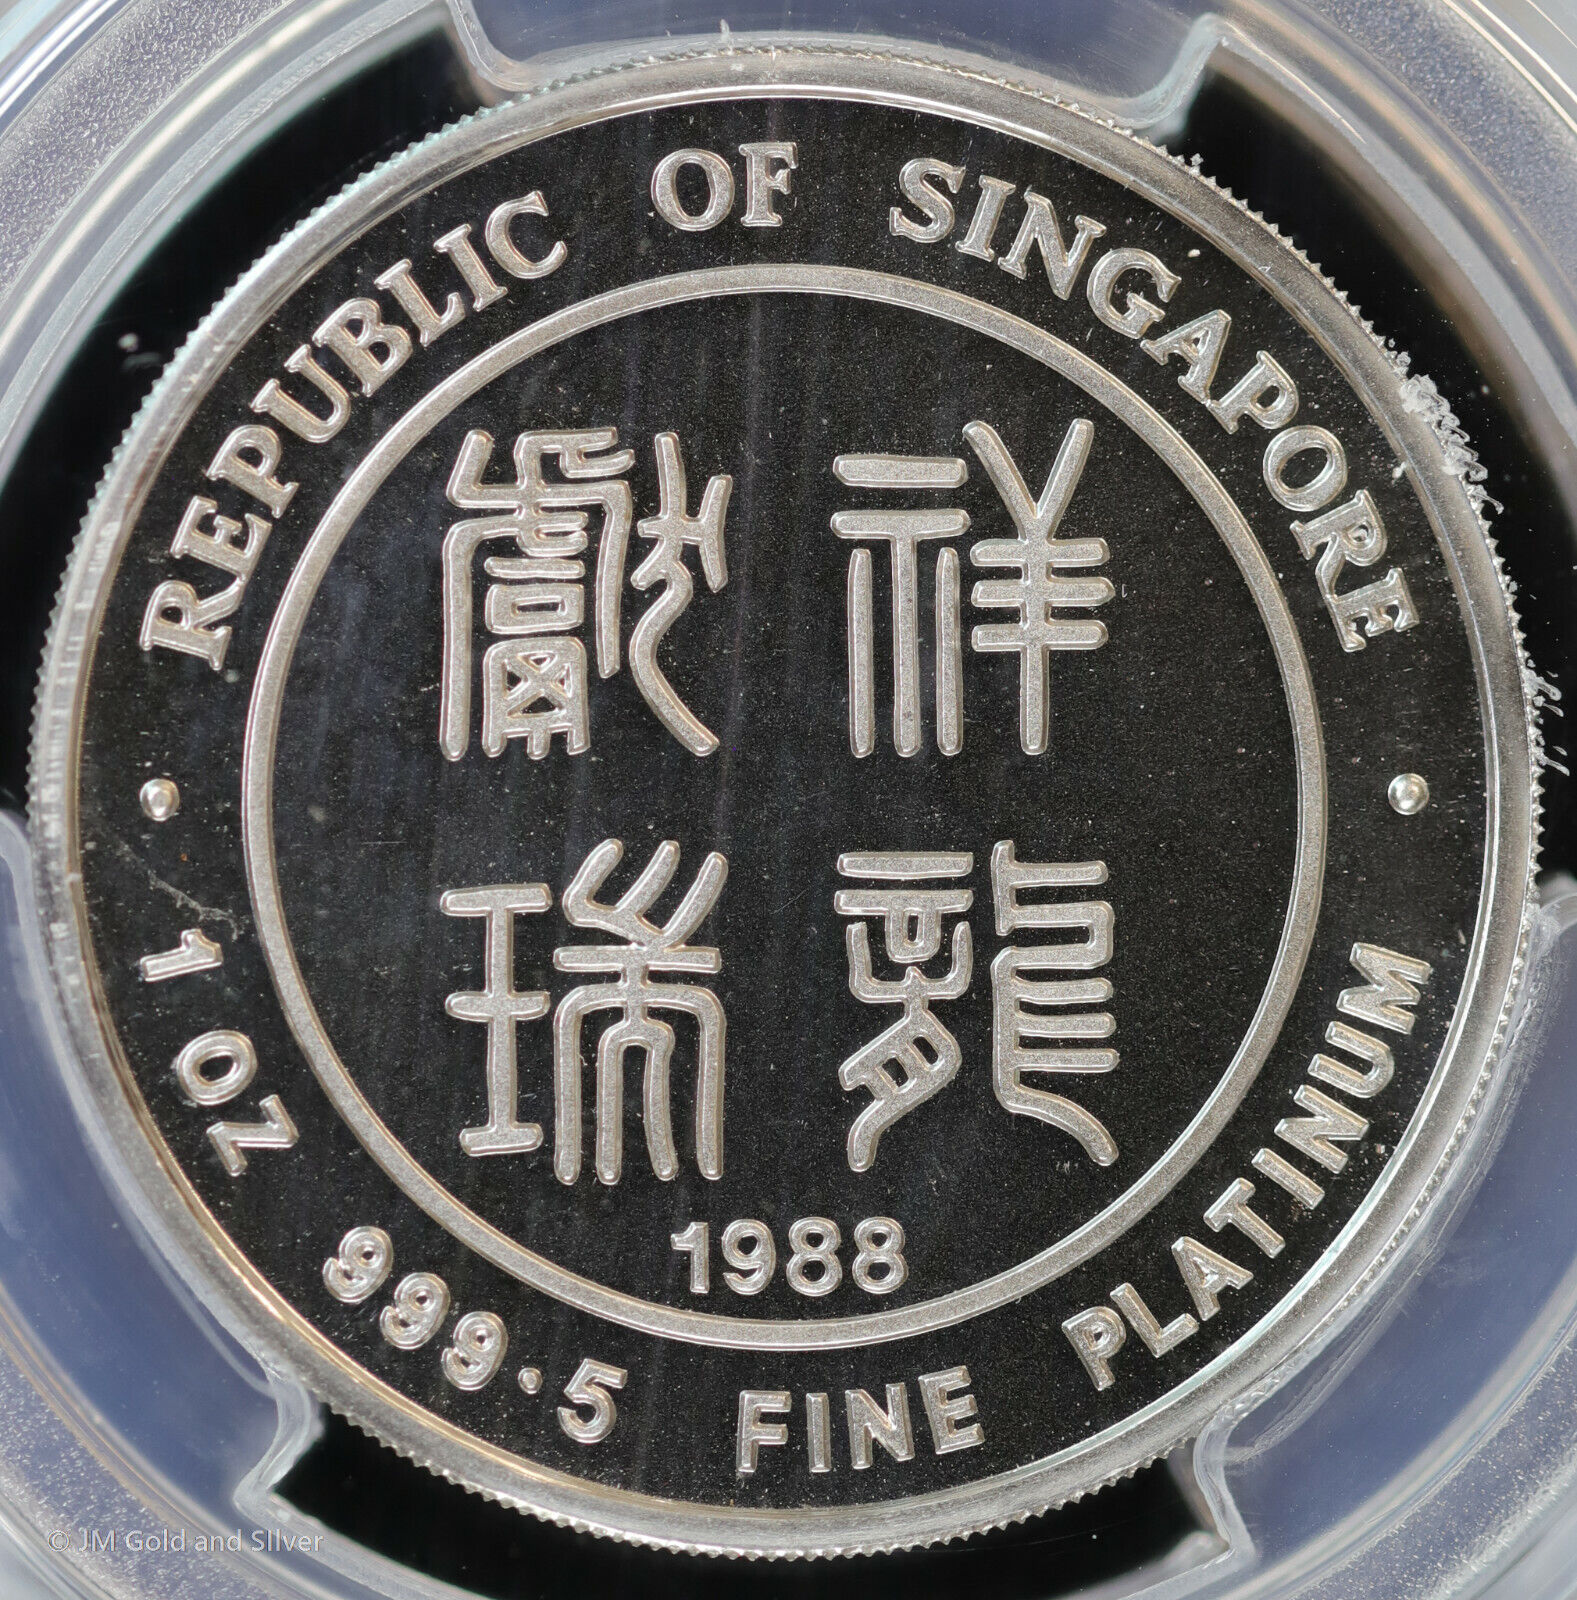 REPUBLIC OF SINGAPORE
祥龍
獻瑞
1988
1 OZ 999.5 FINE PLATINUM
© JM Gold and SIlver